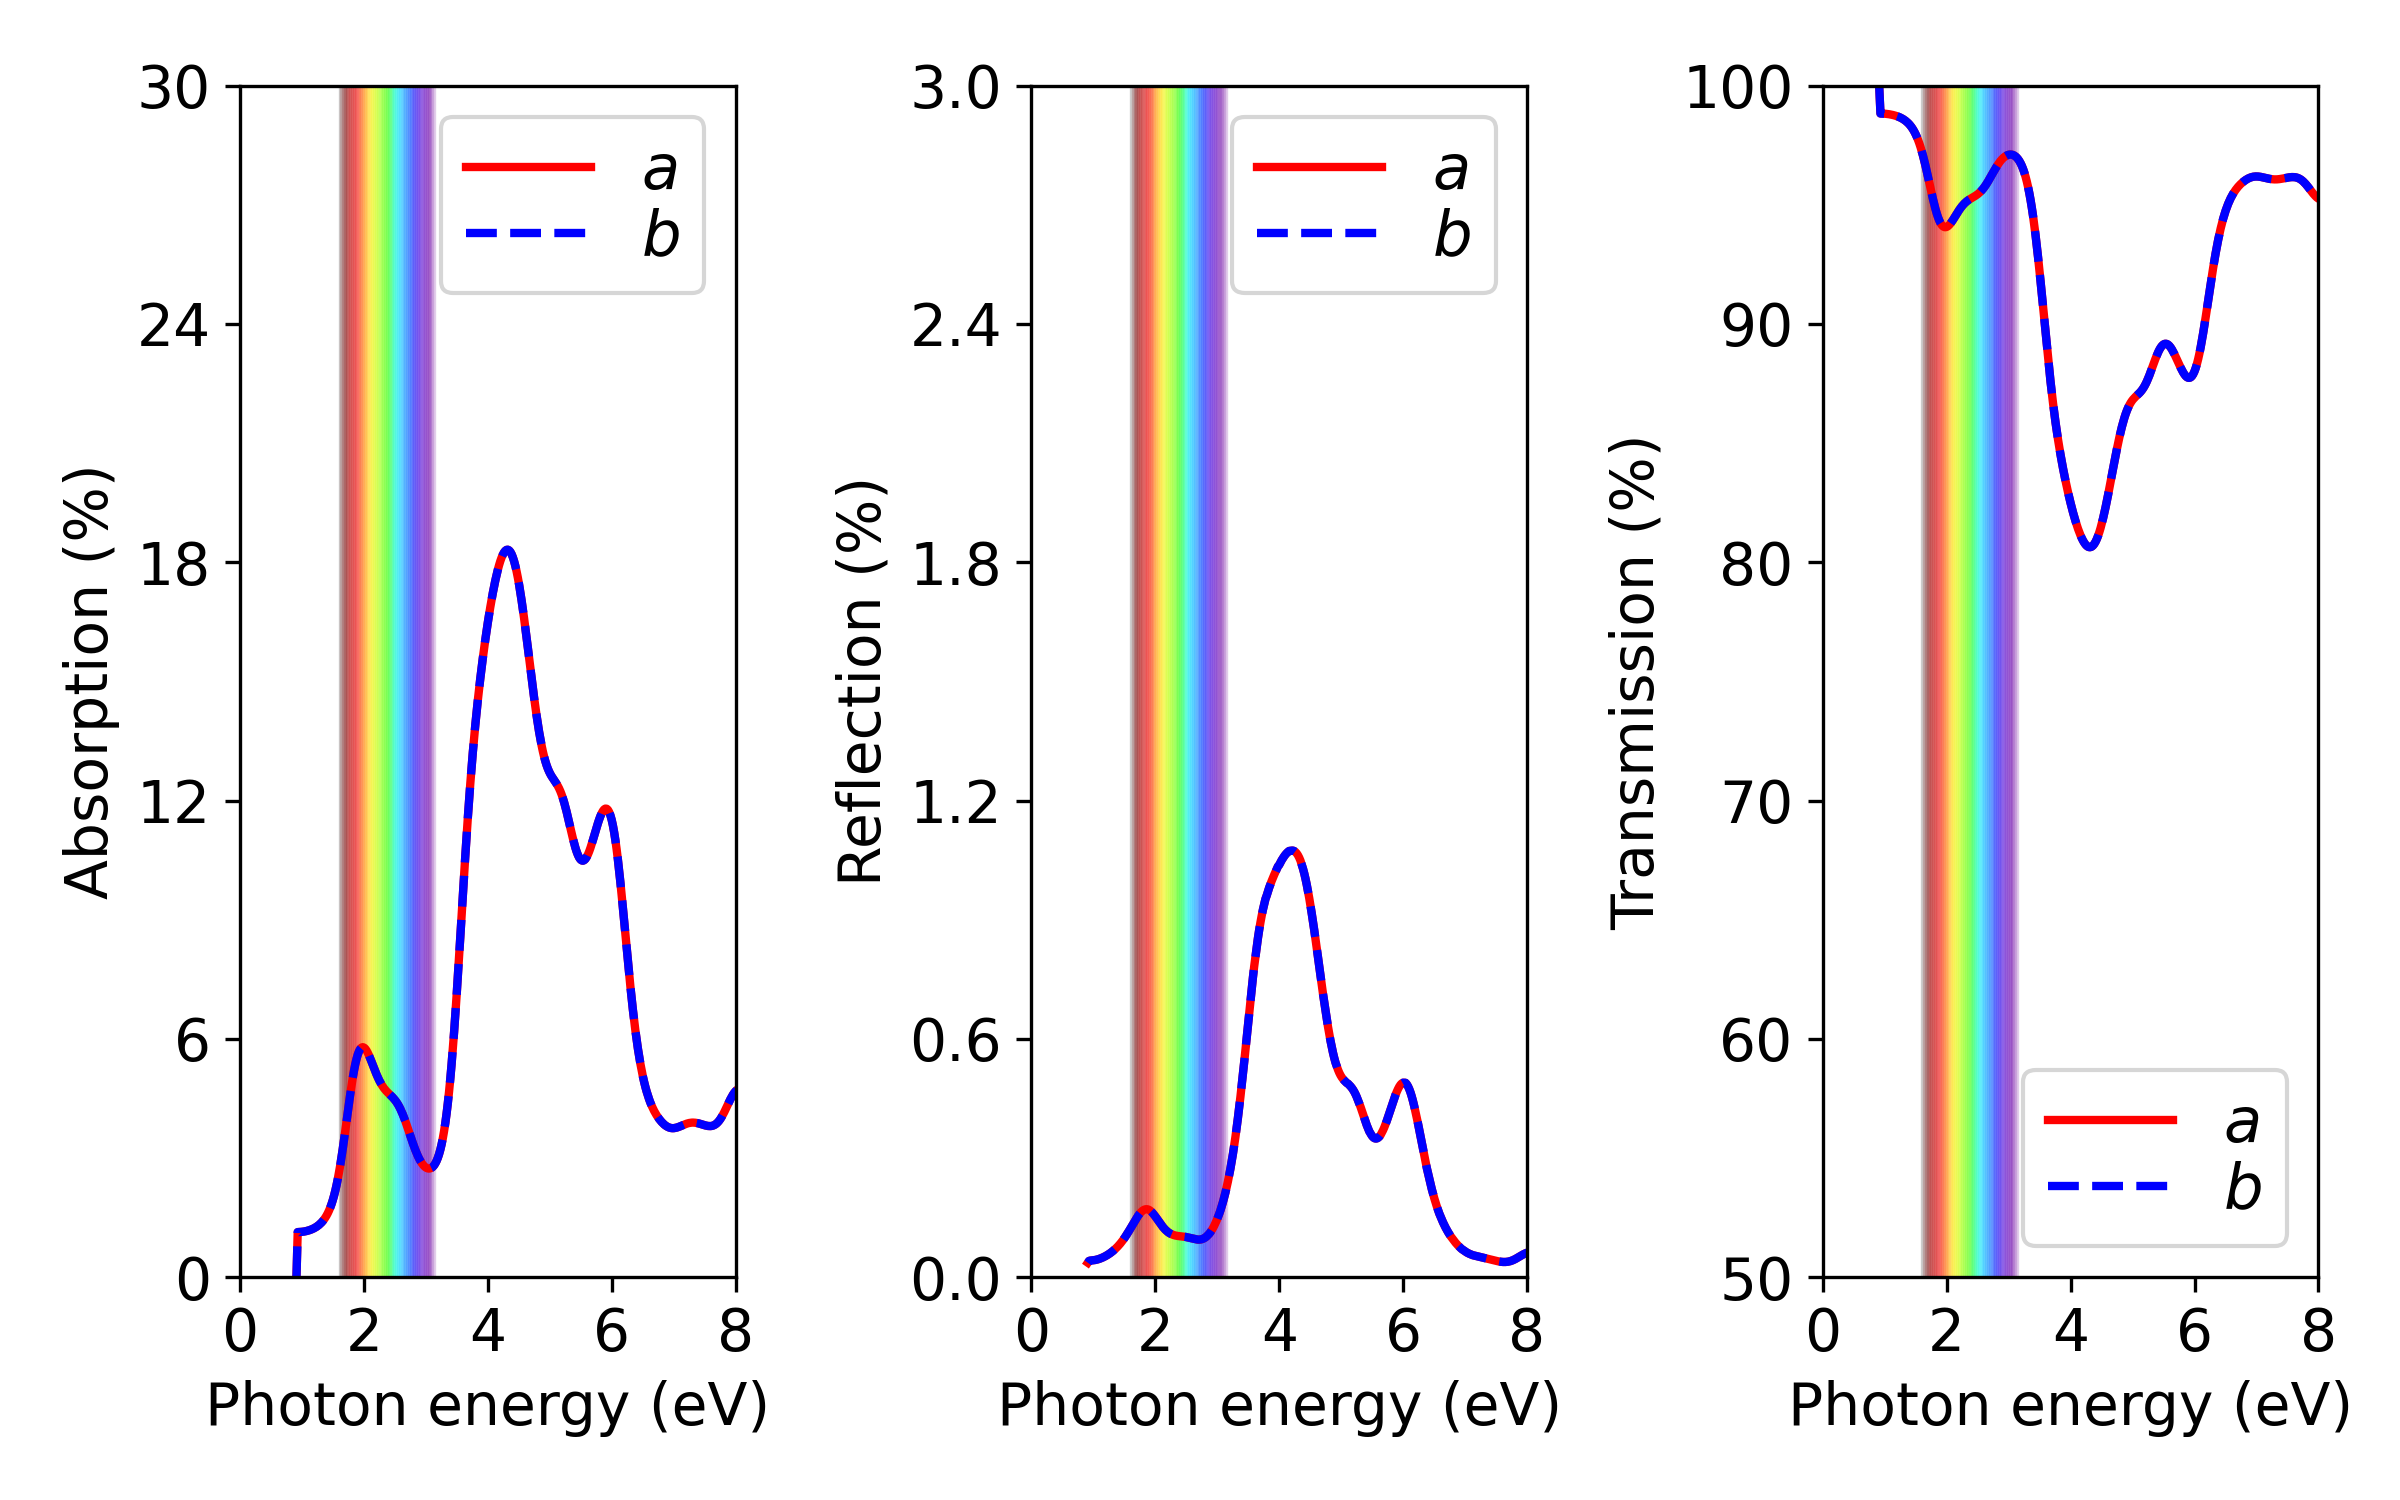 Absorption (%)
30
24
18
12
6
0
0 2 4 6 8
Photon energy (eV)
a
b
Reflection (%)
3.0
2.4
1.8
1.2
0.6
0.0
0 2 4 6 8
Photon energy (eV)
a
b
Transmission (%)
100
90
80
70
60
50
0 2 4 6 8
Photon energy (eV)
a
b